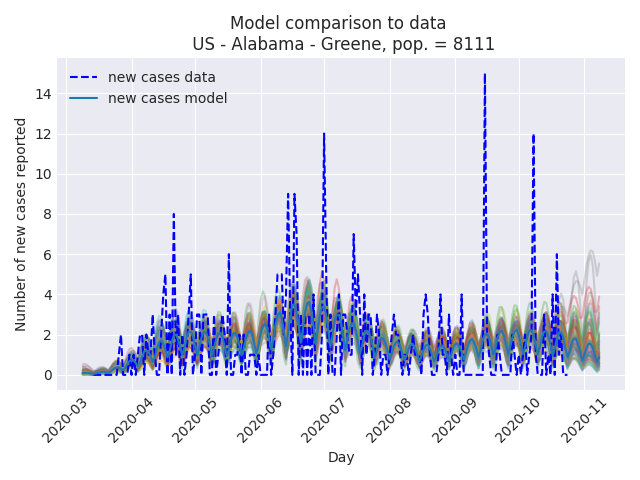 Model comparison to data
US - Alabama - Greene, pop. = 8111
new cases data
new cases model
Number of new cases reported
14
12
10
8
6
4
2
0
2020-03
2020-04
2020-05
2020-06
2020-07
2020-08
2020-09
2020-10
2020-11
Day